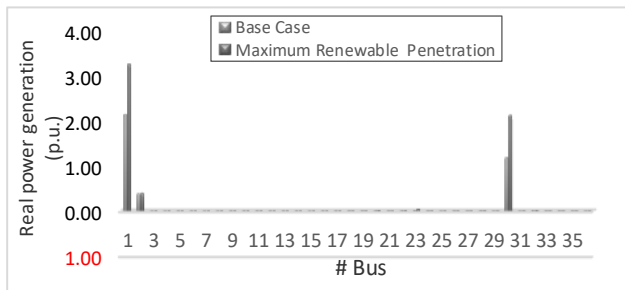 Base Case
Maximum Renewable Penetration
Real power generation
(p.u.)
4.00
3.00
2.00
1.00
0.00
1.00
1 3 5 7 9 11 13 15 17 19 21 23 25 27 29 31 33 35
# Bus